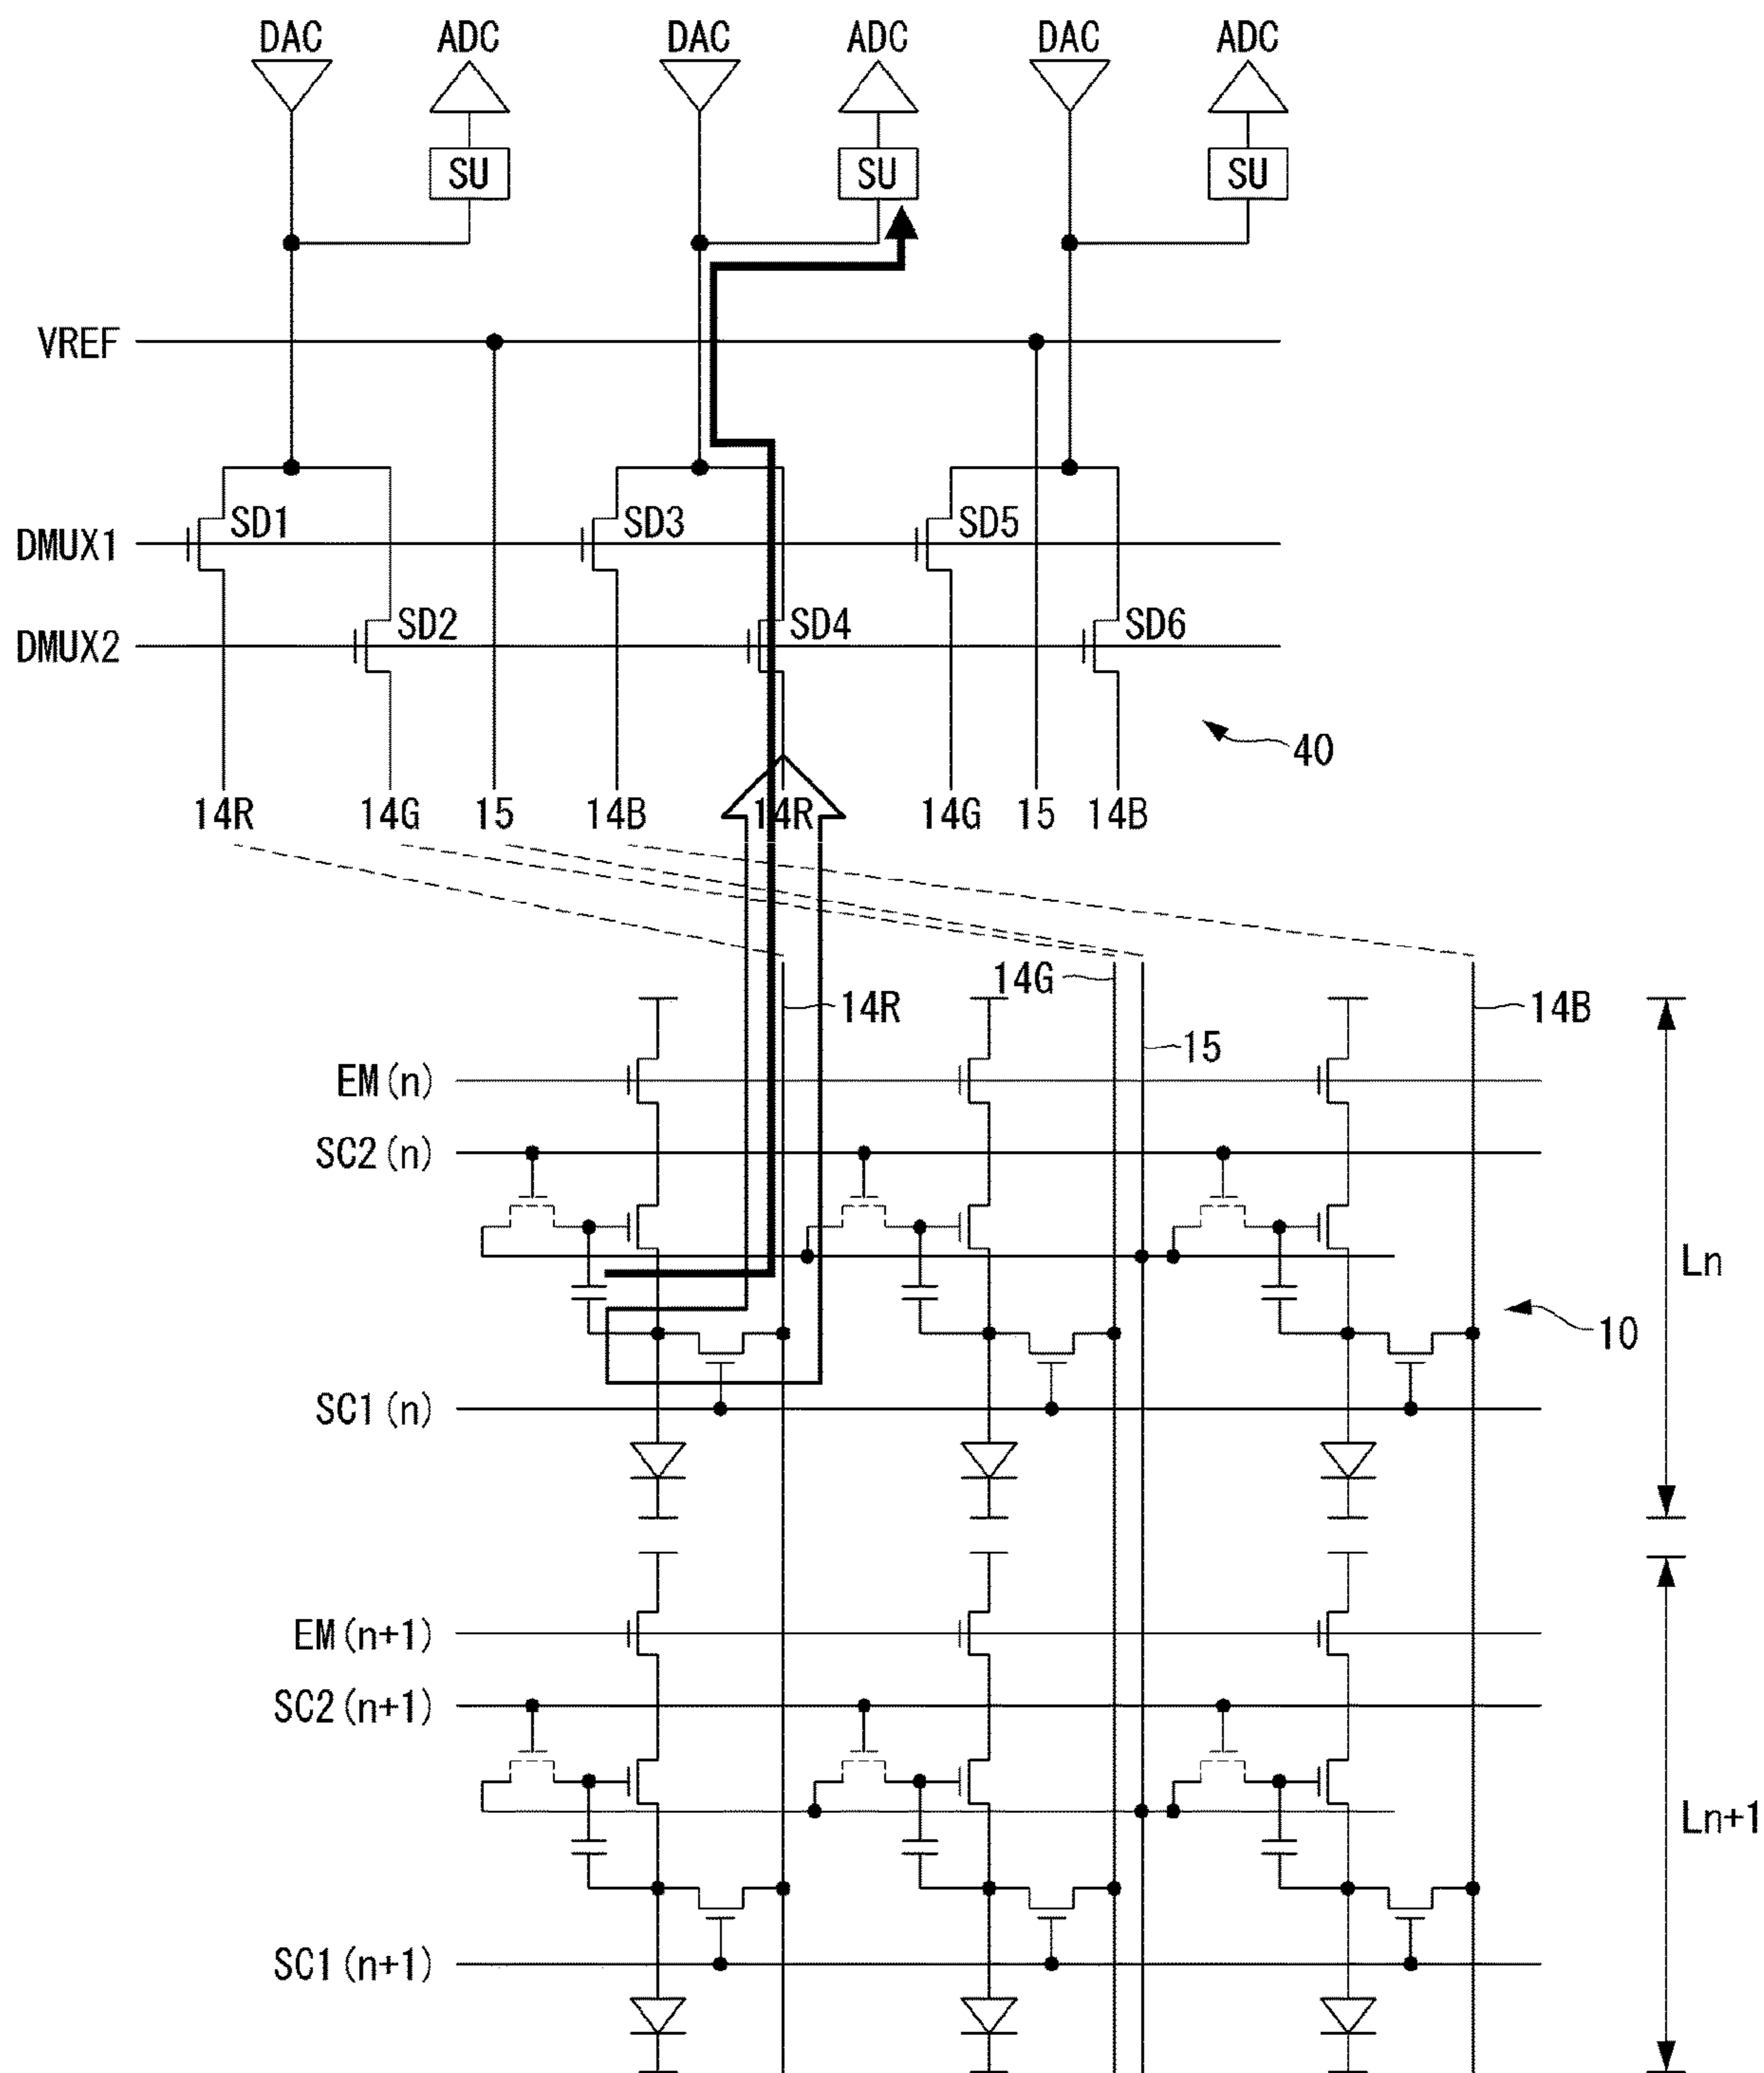 DAC ADC DAC ADC DAC ADC
SU SU SU
VREF
SD1 SD3 SD5
DMUX1
SD2 SD4 SD6
DMUX2
40
14R 14G 15 14B 14R 14G 15 14B
14G
14R 14B
15
EM(n)
SC2(n)
Ln
10
SC1(n)
EM(n+1)
SC2(n+1)
Ln+1
SC1(n+1)